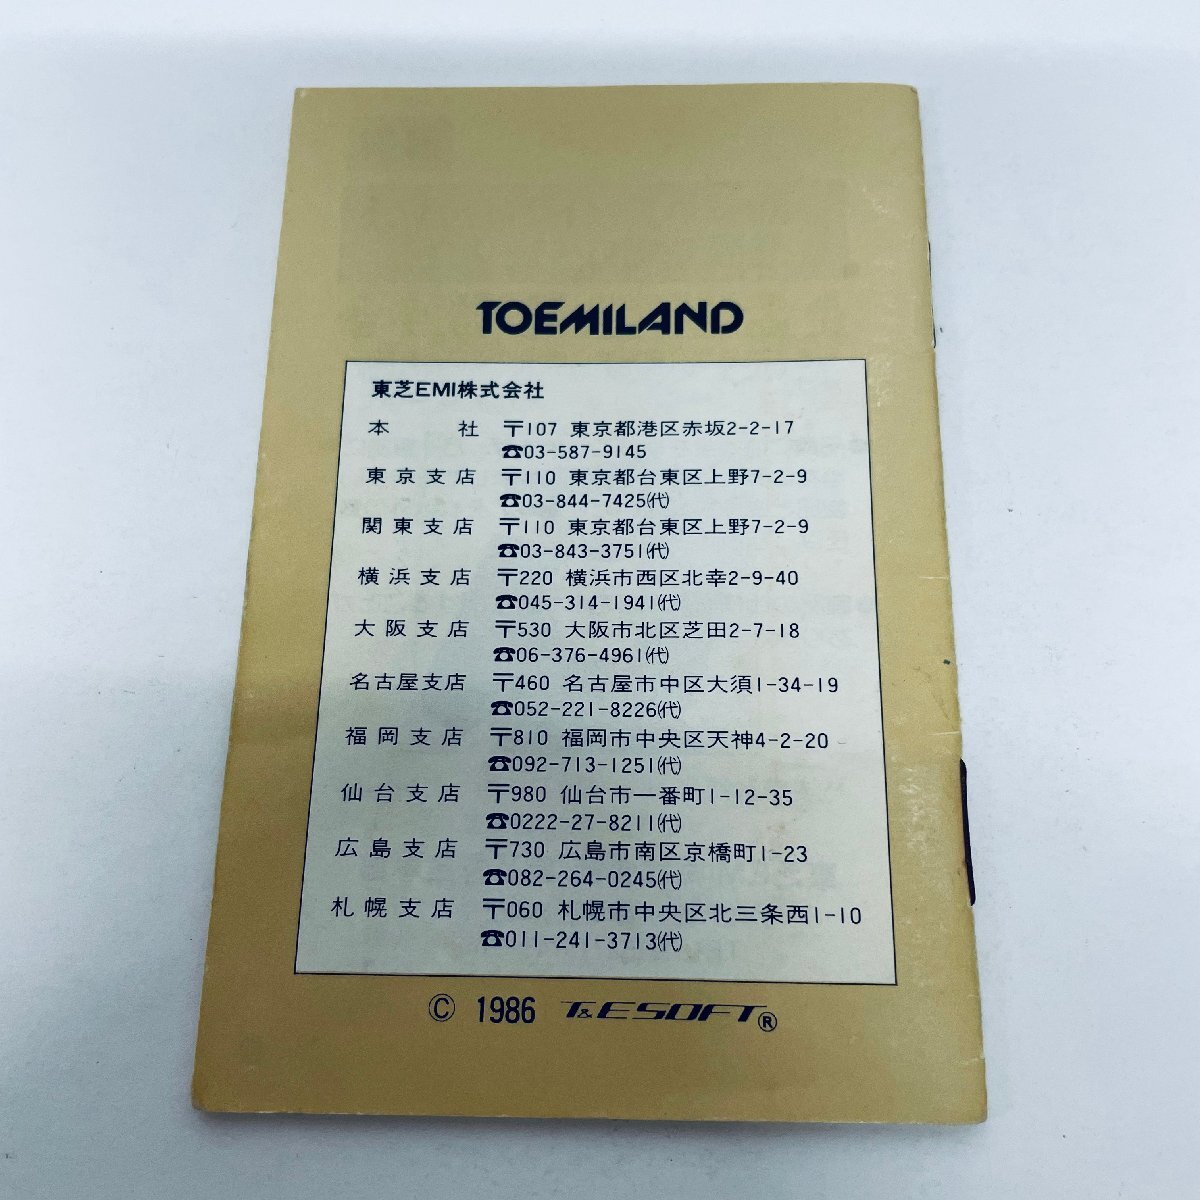 TOEMILAND
東芝EMI株式会社
本社 〒107 東京都港区赤坂2-2-17
☎03-587-9145
東京支店 〒110 東京都台東区上野7-2-9
☎03-844-7425(代)
関東支店 〒110 東京都台東区上野7-2-9
☎03-843-3751(代)
横浜支店 〒220 横浜市西区北幸2-9-40
☎045-314-1941(代)
大阪支店 〒530 大阪市北区芝田2-7-18
☎06-376-4961(代)
名古屋支店 〒460 名古屋市中区大須1-34-19
☎052-221-8226(代)
福岡支店 〒810 福岡市中央区天神4-2-20
☎092-713-1251(代)
仙台支店 〒980 仙台市一番町1-12-35
☎0222-27-8211(代)
広島支店 〒730 広島市南区京橋町1-23
☎082-264-0245(代)
札幌支店 〒060 札幌市中央区北三条西1-10
☎011-241-3713(代)
© 1986 T&ESOFT®